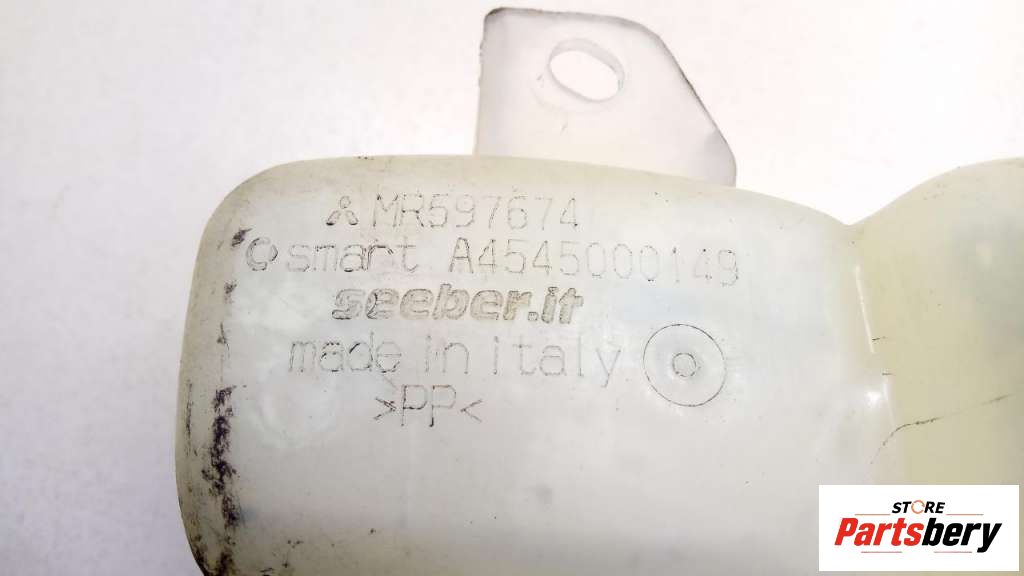 MR597674
smart A4545000149
seeber.it
made in italy
>PP<
STORE
Partsbery